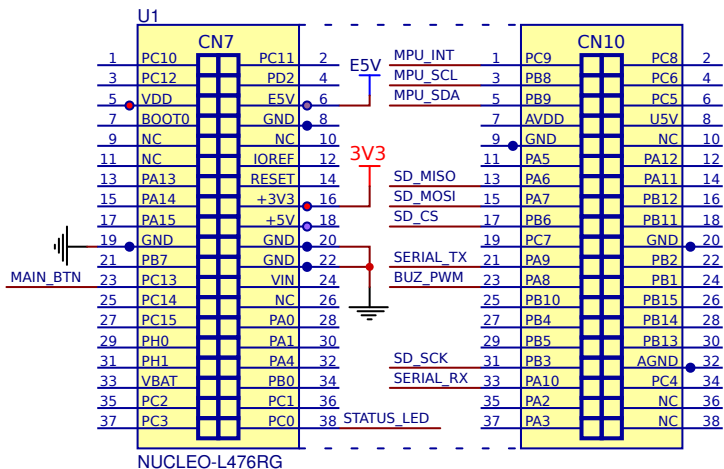 U1
CN7 CN10
1 PC10 PC11 2 MPU_INT 1 PC9 PC8 2
E5V
3 PC12 PD2 4 MPU_SCL 3 PB8 PC6 4
5 VDD E5V 6 MPU_SDA 5 PB9 PC5 6
7 BOOT0 GND 8 7 AVDD U5V 8
9 NC NC 10 9 GND NC 10
3V3
11 NC IOREF 12 11 PA5 PA12 12
13 PA13 RESET 14 SD_MISO 13 PA6 PA11 14
15 PA14 +3V3 16 SD_MOSI 15 PA7 PB12 16
17 PA15 +5V 18 SD_CS 17 PB6 PB11 18
19 GND GND 20 19 PC7 GND 20
21 PB7 GND 22 SERIAL_TX 21 PA9 PB2 22
MAIN_BTN 23 PC13 VIN 24 BUZ_PWM 23 PA8 PB1 24
25 PC14 NC 26 25 PB10 PB15 26
27 PC15 PA0 28 27 PB4 PB14 28
29 PH0 PA1 30 29 PB5 PB13 30
31 PH1 PA4 32 SD_SCK 31 PB3 AGND 32
33 VBAT PB0 34 SERIAL_RX 33 PA10 PC4 34
35 PC2 PC1 36 35 PA2 NC 36
37 PC3 PC0 38 STATUS_LED 37 PA3 NC 38
NUCLEO-L476RG